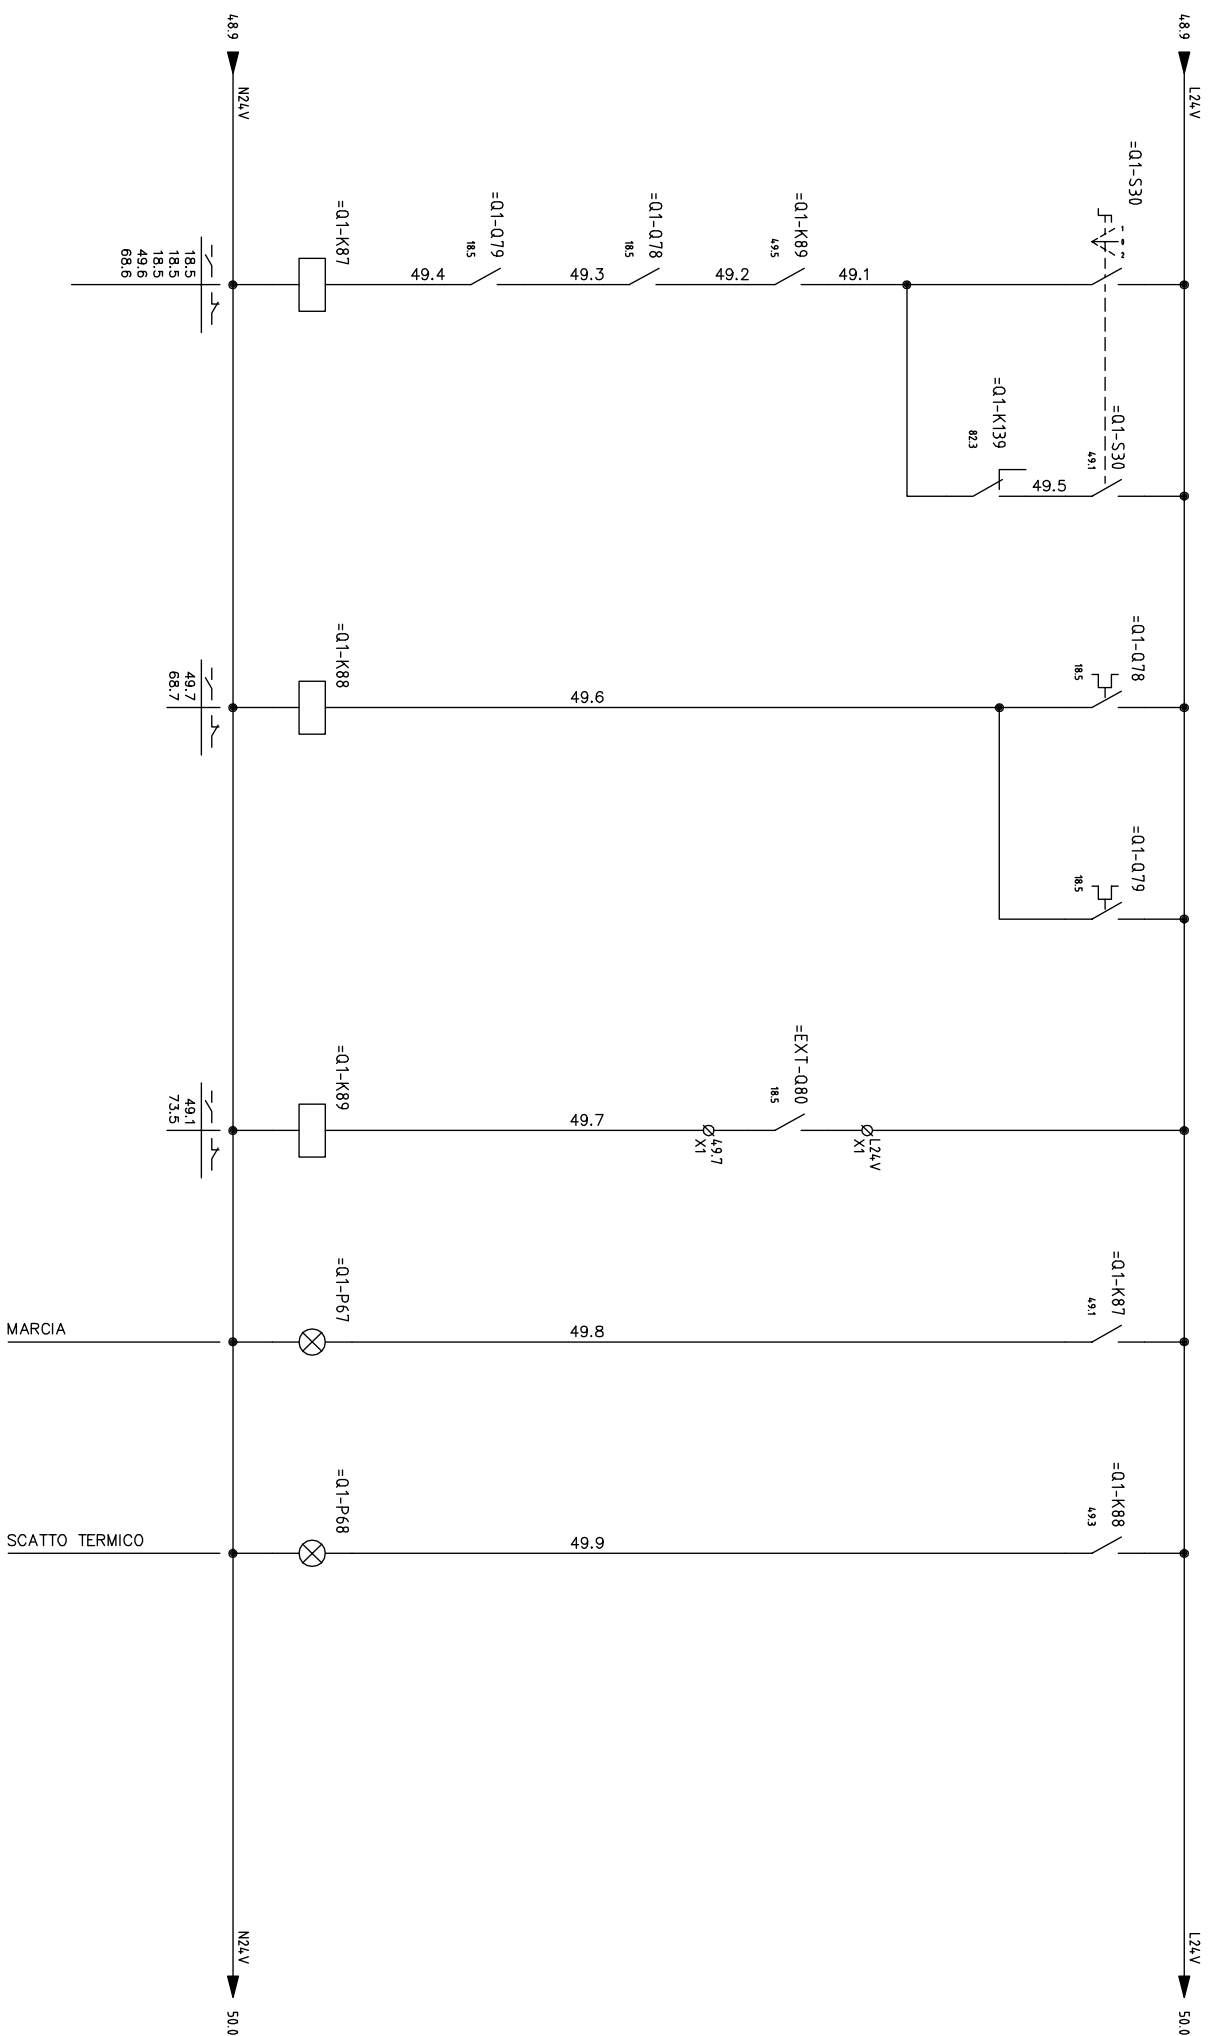 48.9
L24V
L24V
50.0
=Q1-S30
1
0
2
=Q1-S30
49.1
49.5
=Q1-K139
82.3
49.1
=Q1-K89
49.5
49.2
=Q1-Q78
18.5
49.3
=Q1-Q79
18.5
49.4
=Q1-K87
=Q1-Q78
18.5
=Q1-Q79
18.5
49.6
=Q1-K88
L24V
X1
=EXT-Q80
18.5
49.7
X1
49.7
=Q1-K89
=Q1-K87
49.1
49.8
=Q1-P67
=Q1-K88
49.3
49.9
=Q1-P68
48.9
N24V
N24V
50.0
18.5
18.5
18.5
49.6
68.6
49.7
68.7
49.1
73.5
MARCIA
SCATTO TERMICO